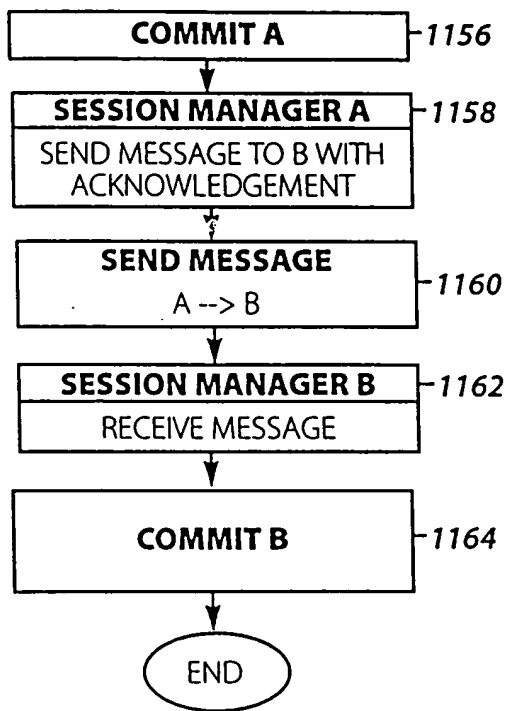 COMMIT A 1156
SESSION MANAGER A 1158
SEND MESSAGE TO B WITH
ACKNOWLEDGEMENT
SEND MESSAGE
A --> B 1160
SESSION MANAGER B 1162
RECEIVE MESSAGE
COMMIT B 1164
END